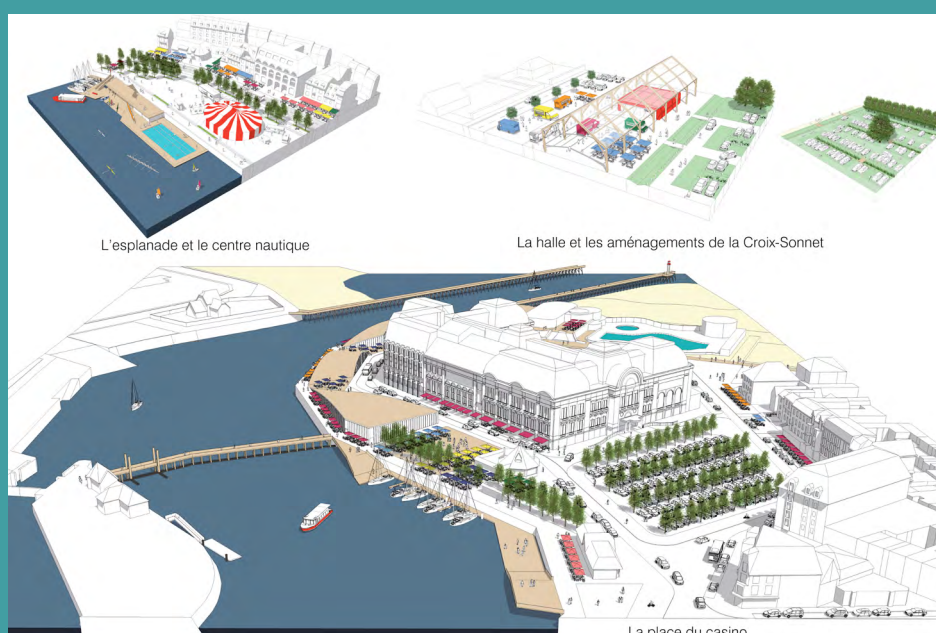 L'esplanade et le centre nautique
La halle et les aménagements de la Croix-Sonnet
La place du casino